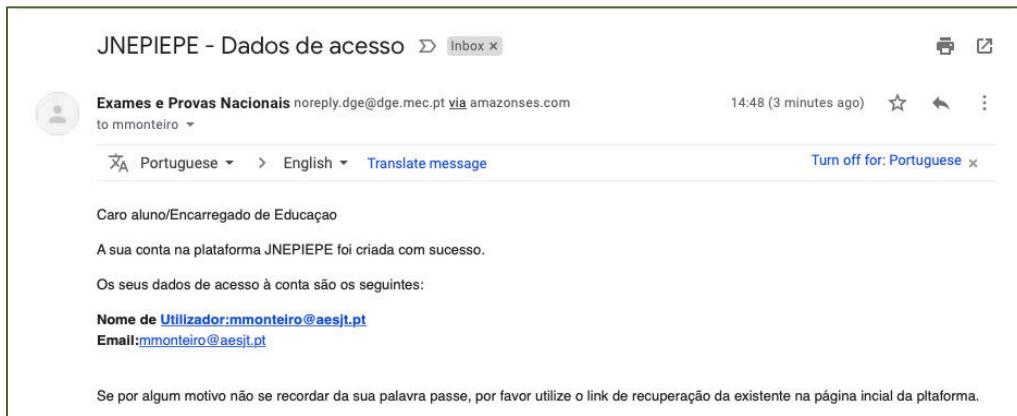 JNEPIEPE - Dados de acesso Inbox x
Exames e Provas Nacionais noreply.dge@dge.mec.pt via amazonses.com 14:48 (3 minutes ago)
to mmonteiro
Portuguese > English Translate message Turn off for: Portuguese x
Caro aluno/Encarregado de Educaçao
A sua conta na plataforma JNEPIEPE foi criada com sucesso.
Os seus dados de acesso à conta são os seguintes:
Nome de Utilizador:mmonteiro@aesjt.pt
Email:mmonteiro@aesjt.pt
Se por algum motivo não se recordar da sua palavra passe, por favor utilize o link de recuperação da existente na página incial da pltaforma.